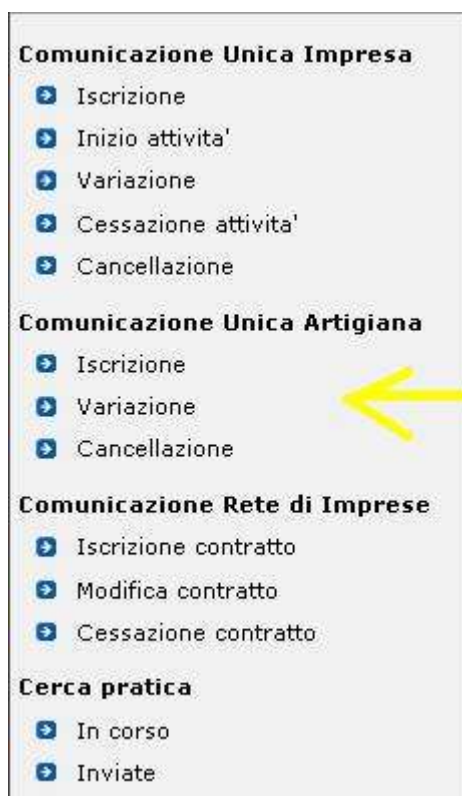 Comunicazione Unica Impresa
Iscrizione
Inizio attivita'
Variazione
Cessazione attivita'
Cancellazione
Comunicazione Unica Artigiana
Iscrizione
Variazione
Cancellazione
Comunicazione Rete di Imprese
Iscrizione contratto
Modifica contratto
Cessazione contratto
Cerca pratica
In corso
Inviate